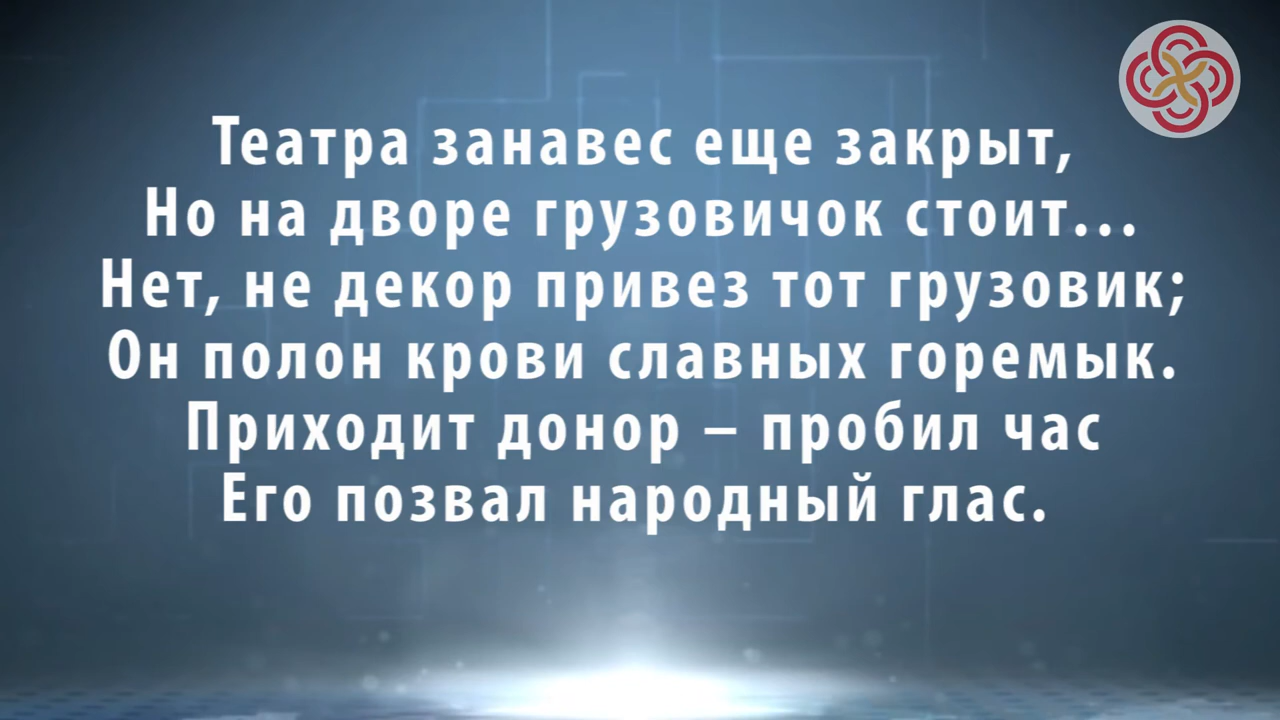 Театра занавес еще закрыт,
Но на дворе грузовичок стоит...
Нет, не декор привез тот грузовик;
Он полон крови славных горемык.
Приходит донор – пробил час
Его позвал народный глас.